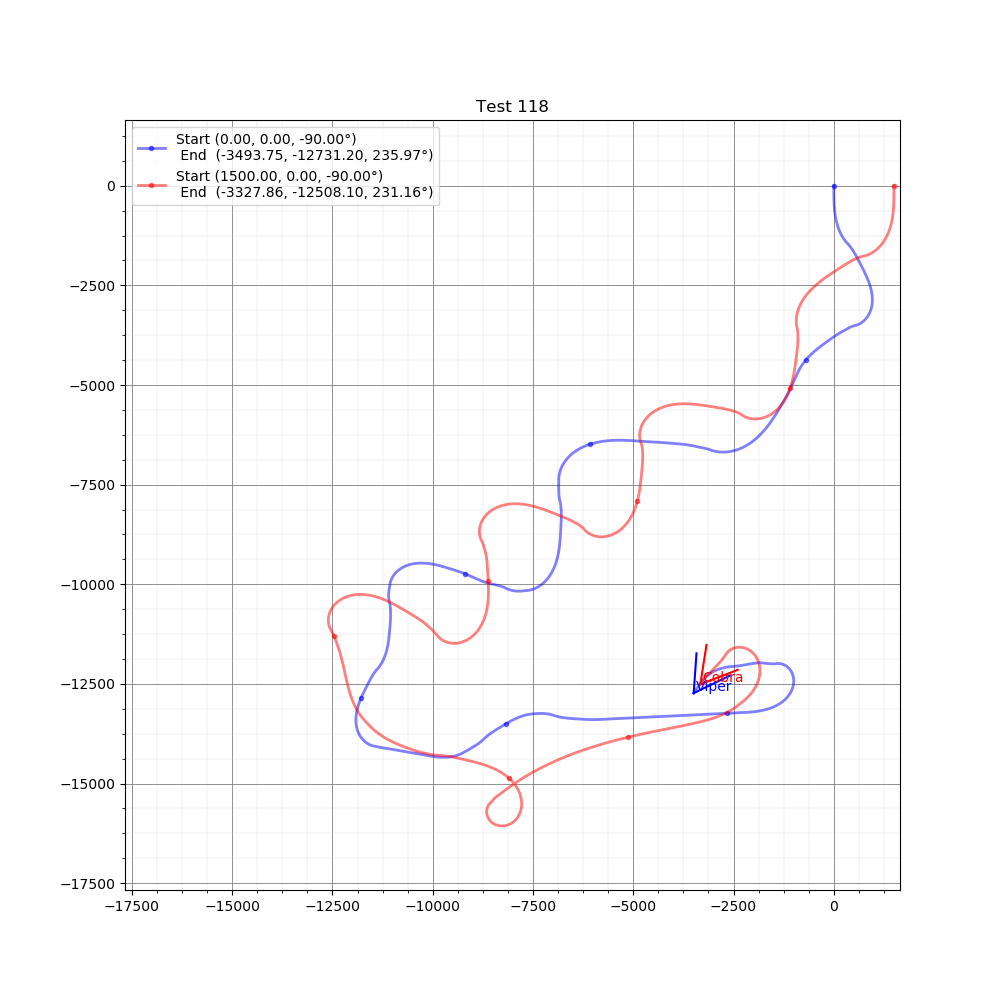 Test 118
Start (0.00, 0.00, -90.00°)
End (-3493.75, -12731.20, 235.97°)
Start (1500.00, 0.00, -90.00°)
End (-3327.86, -12508.10, 231.16°)
0
−2500
−5000
−7500
−10000
−12500
−15000
−17500
Cobra
Viper
−17500 −15000 −12500 −10000 −7500 −5000 −2500 0